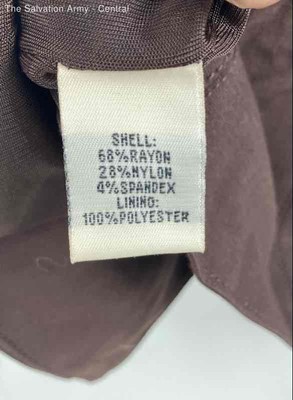 The Salvation Army - Central
SHELL:
68%RAYON
28%NYLON
4%SPANDEX
LINING:
100%POLYESTER